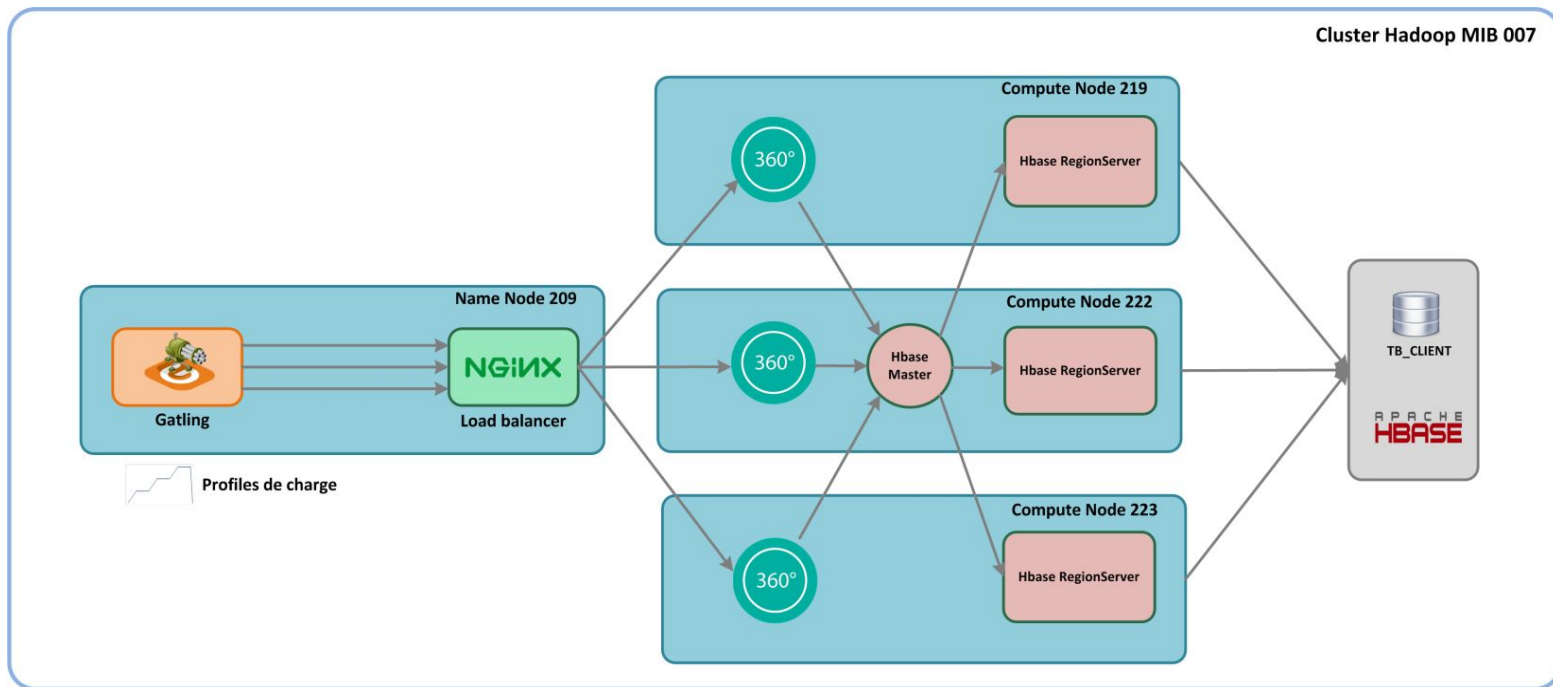 Cluster Hadoop MIB 007
Compute Node 219
360°
Hbase RegionServer
Name Node 209
Gatling
NGiNX
Load balancer
Profiles de charge
Compute Node 222
360°
Hbase
Master
Hbase RegionServer
Compute Node 223
360°
Hbase RegionServer
TB_CLIENT
APACHE
HBASE